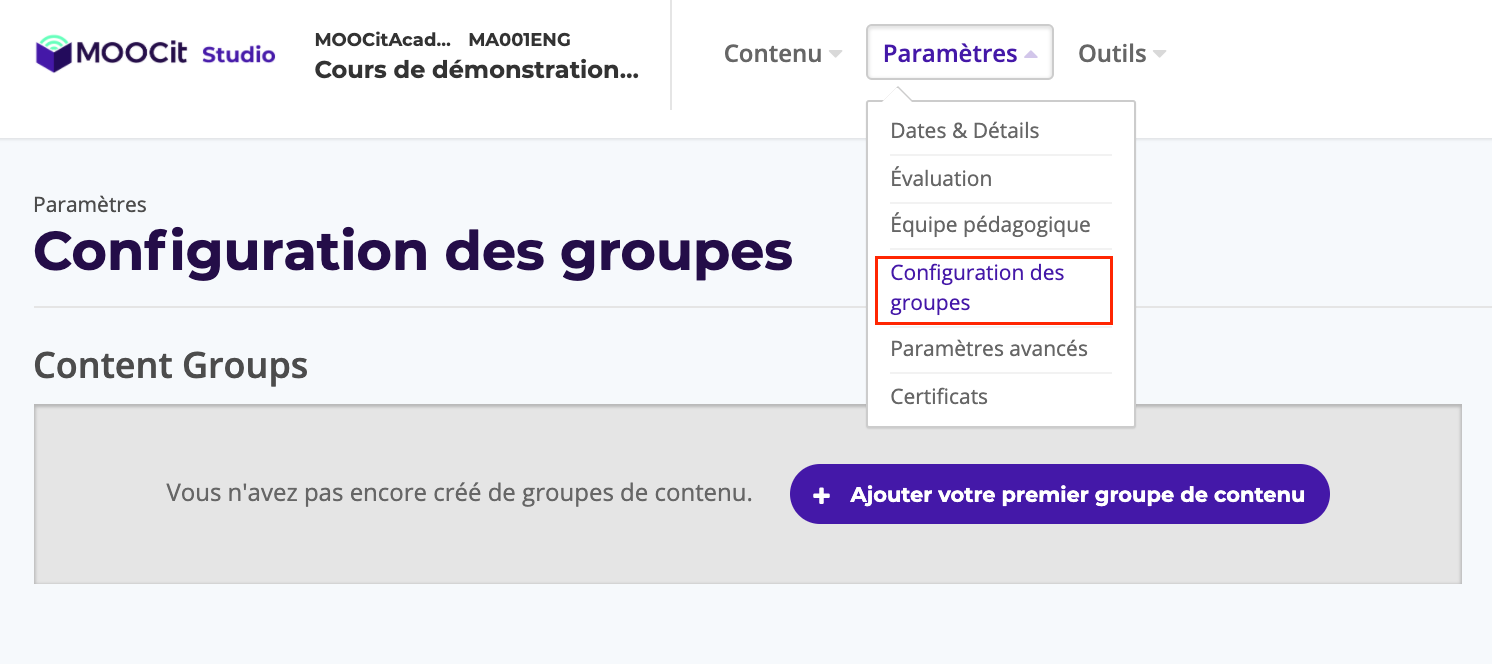 MOOCit Studio
MOOCitAcad... MA001ENG
Cours de démonstration...
Contenu
Paramètres
Outils
Dates & Détails
Évaluation
Équipe pédagogique
Configuration des
groupes
Paramètres avancés
Certificats
Paramètres
Configuration des groupes
Content Groups
Vous n'avez pas encore créé de groupes de contenu.
+ Ajouter votre premier groupe de contenu